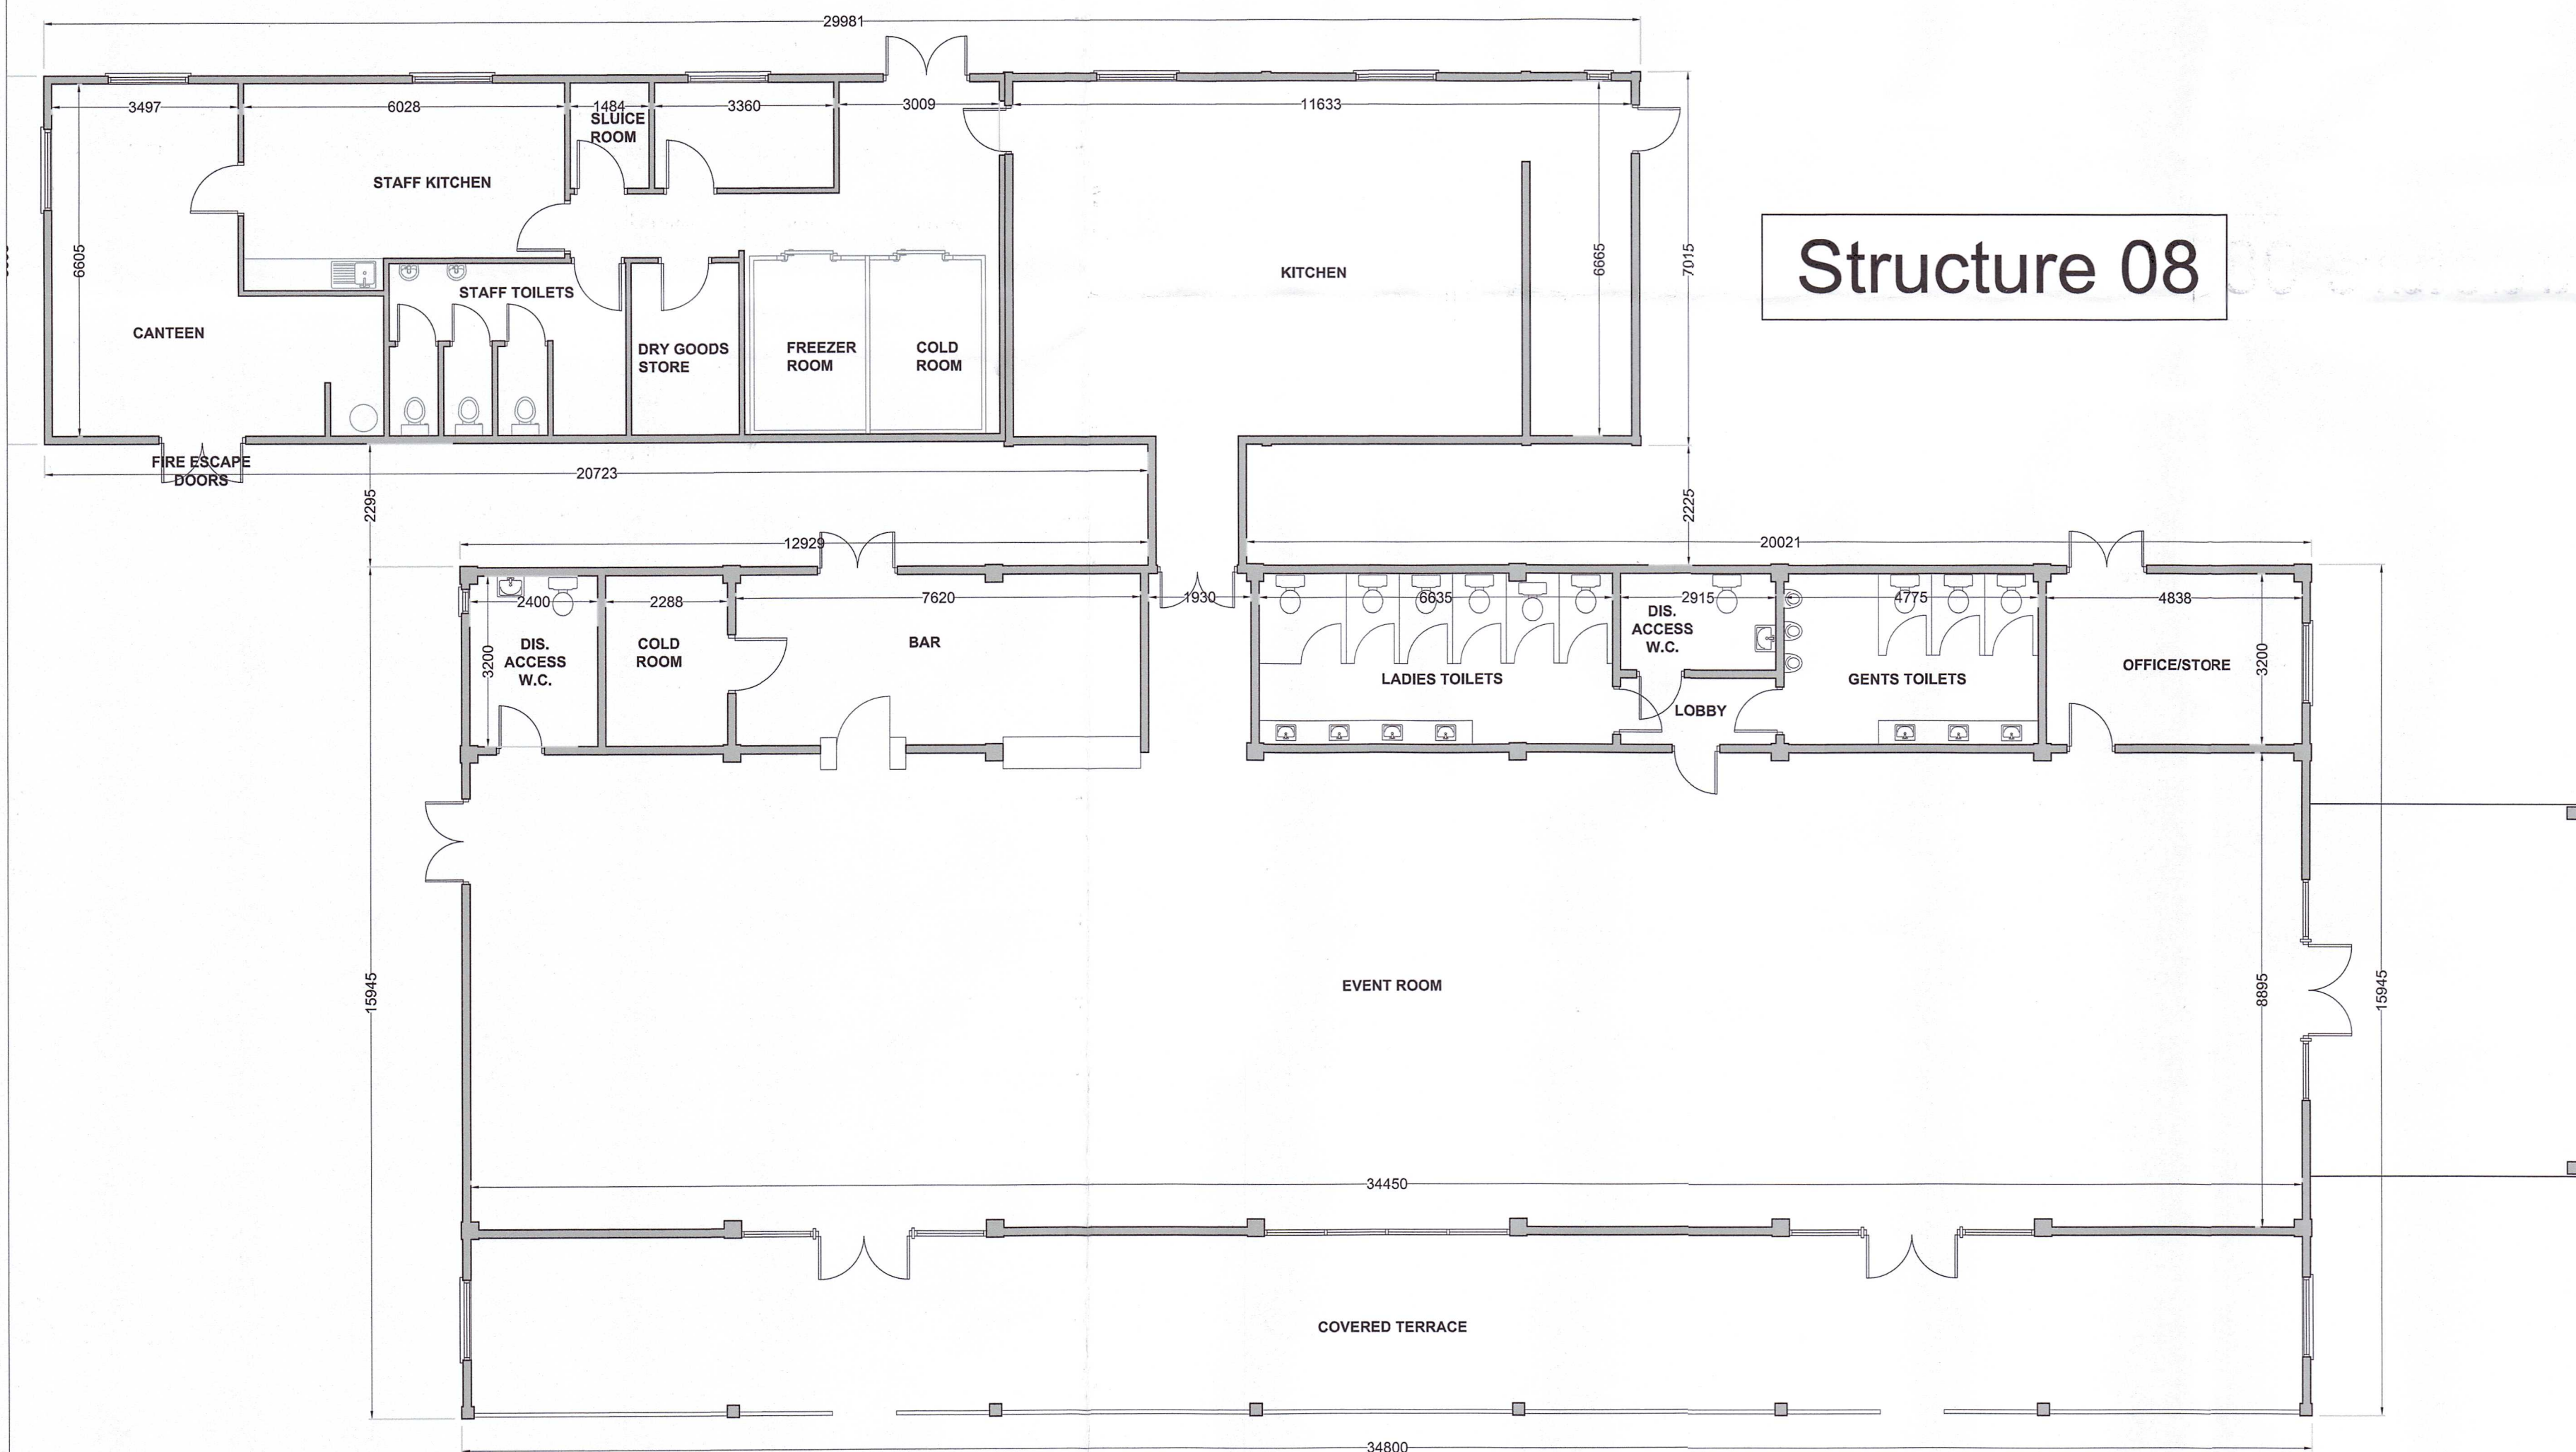 29981
3497
6028
1484
3360
3009
11633
SLUICE
ROOM
STAFF KITCHEN
6605
6665
7015
KITCHEN
Structure 08
STAFF TOILETS
CANTEEN
DRY GOODS
STORE
FREEZER
ROOM
COLD
ROOM
FIRE ESCAPE
DOORS
20723
2295
2225
12929
20021
2400
2288
7620
1930
6635
2915
4775
4838
3200
DIS.
ACCESS
W.C.
COLD
ROOM
BAR
DIS.
ACCESS
W.C.
LADIES TOILETS
GENTS TOILETS
OFFICE/STORE
3200
LOBBY
15945
EVENT ROOM
8895
15945
34450
COVERED TERRACE
34800